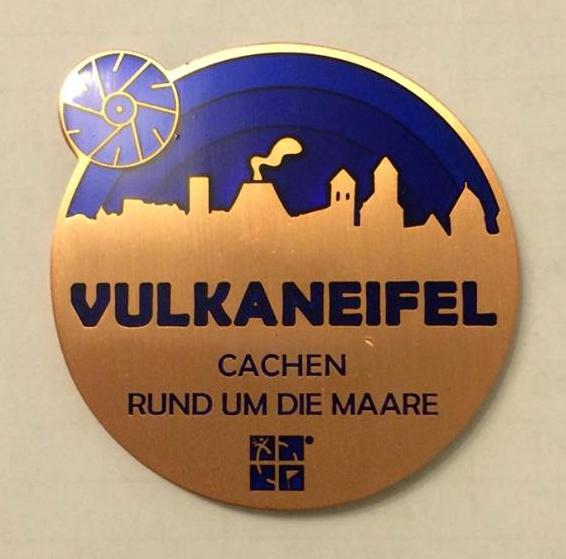 VULKANEIFEL
CACHEN
RUND UM DIE MAARE